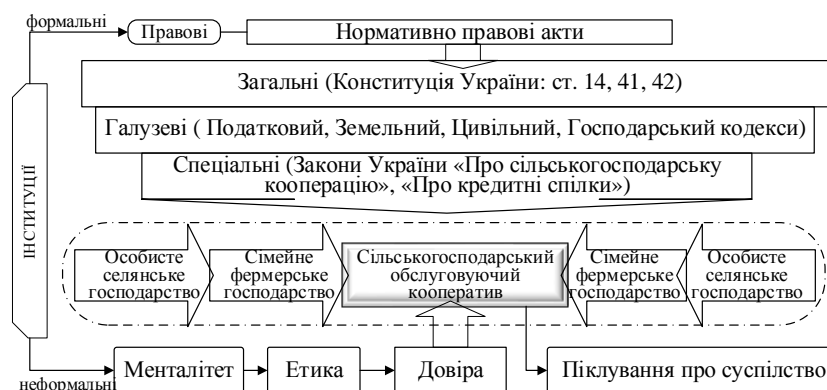 формальні
Правові
Нормативно правові акти
Загальні (Конституція України: ст. 14, 41, 42)
Галузеві ( Податковий, Земельний, Цивільний, Господарський кодекси)
Спеціальні (Закони України «Про сільськогосподарську
кооперацію», «Про кредитні спілки»)
ІНСТИТУЦІЇ
Особисте
селянське
господарство
Сімейне
фермерське
господарство
Сільськогосподарський
обслуговуючий
кооператив
Сімейне
фермерське
господарство
Особисте
селянське
господарство
неформальні
Менталітет
Етика
Довіра
Піклування про суспілство